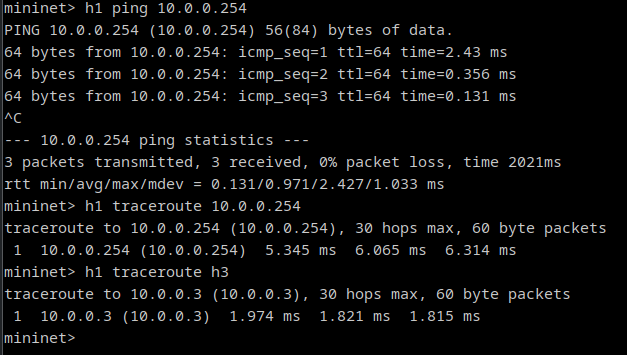 mininet> h1 ping 10.0.0.254
PING 10.0.0.254 (10.0.0.254) 56(84) bytes of data.
64 bytes from 10.0.0.254: icmp_seq=1 ttl=64 time=2.43 ms
64 bytes from 10.0.0.254: icmp_seq=2 ttl=64 time=0.356 ms
64 bytes from 10.0.0.254: icmp_seq=3 ttl=64 time=0.131 ms
^C
--- 10.0.0.254 ping statistics ---
3 packets transmitted, 3 received, 0% packet loss, time 2021ms
rtt min/avg/max/mdev = 0.131/0.971/2.427/1.033 ms
mininet> h1 traceroute 10.0.0.254
traceroute to 10.0.0.254 (10.0.0.254), 30 hops max, 60 byte packets
 1  10.0.0.254 (10.0.0.254)  5.345 ms  6.065 ms  6.314 ms
mininet> h1 traceroute h3
traceroute to 10.0.0.3 (10.0.0.3), 30 hops max, 60 byte packets
 1  10.0.0.3 (10.0.0.3)  1.974 ms  1.821 ms  1.815 ms
mininet>